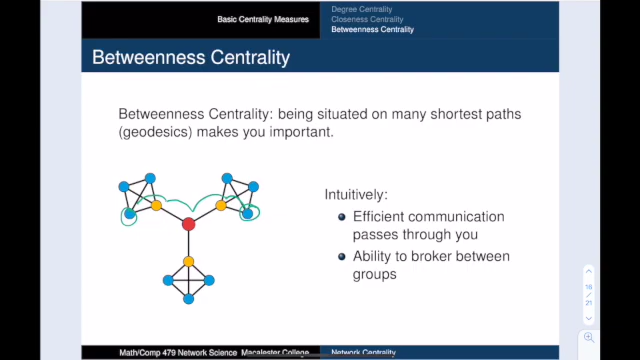 Basic Centrality Measures
Degree Centrality
Closeness Centrality
Betweenness Centrality
Betweenness Centrality
Betweenness Centrality: being situated on many shortest paths
(geodesics) makes you important.
Intuitively:
Efficient communication
passes through you
Ability to broker between
groups
18
/
21
Math/Comp 479 Network Science Macalester College
Network Centrality